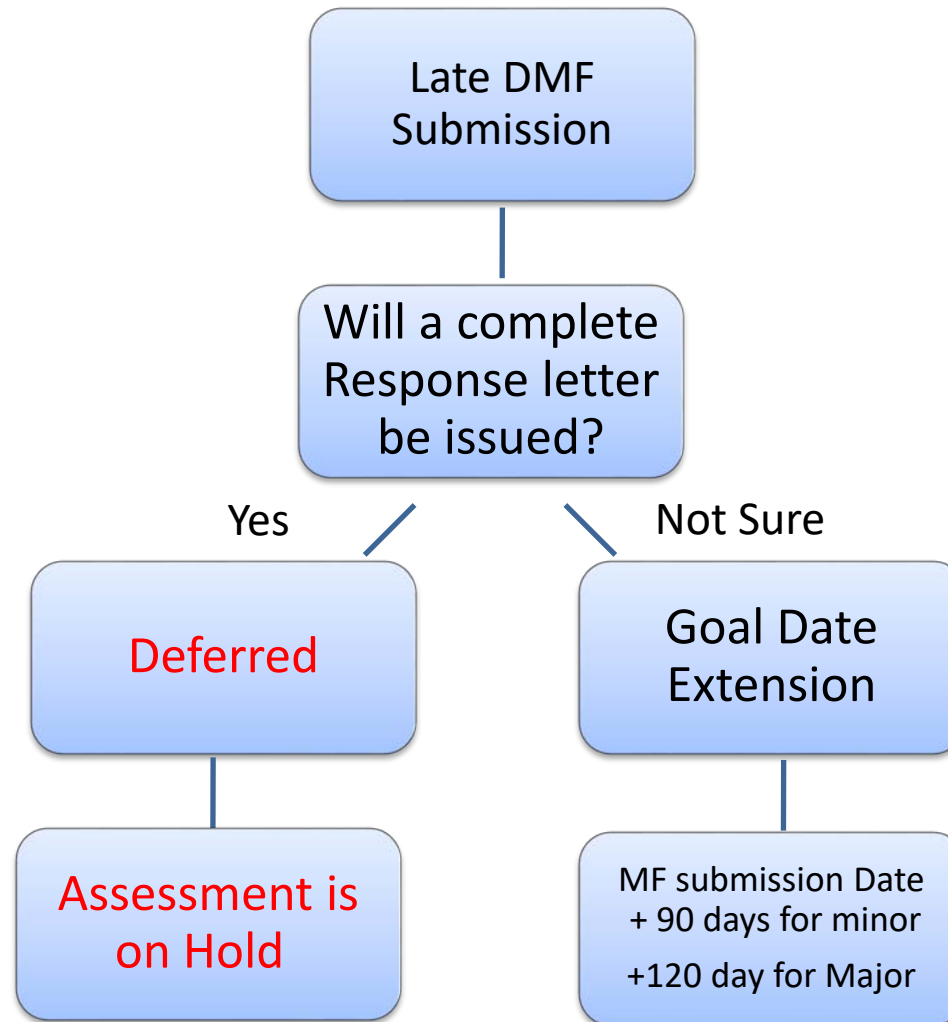 Late DMF
Submission
Will a complete
Response letter
be issued?
Yes
Not Sure
Deferred
Goal Date
Extension
Assessment is
on Hold
MF submission Date
+ 90 days for minor
+120 day for Major